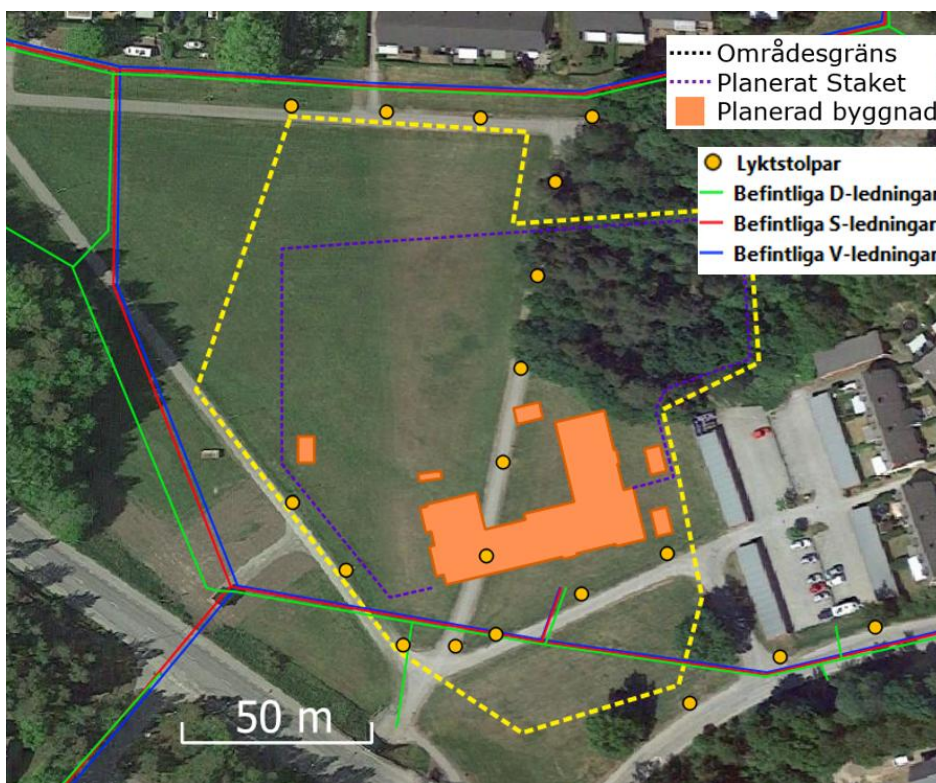 Områdesgräns
Planerat Staket
Planerad byggnad
Lyktstolpar
Befintliga D-ledningar
Befintliga S-ledningar
Befintliga V-ledningar
50 m